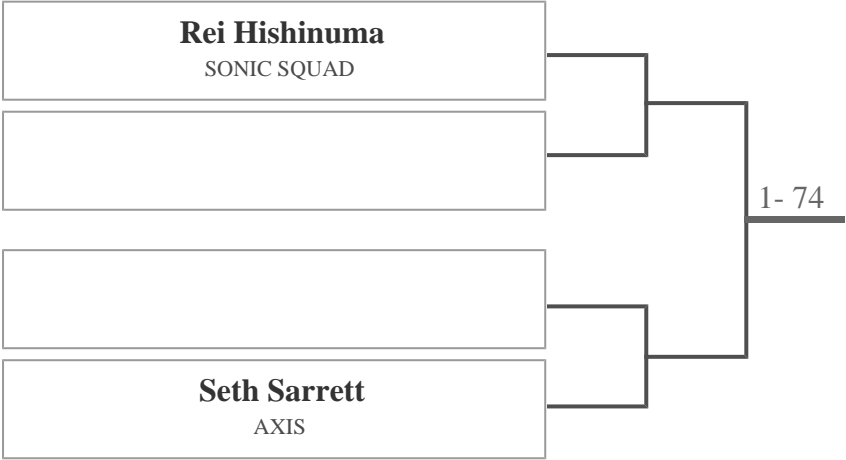 Rei Hishinuma
SONIC SQUAD
1- 74
Seth Sarrett
AXIS